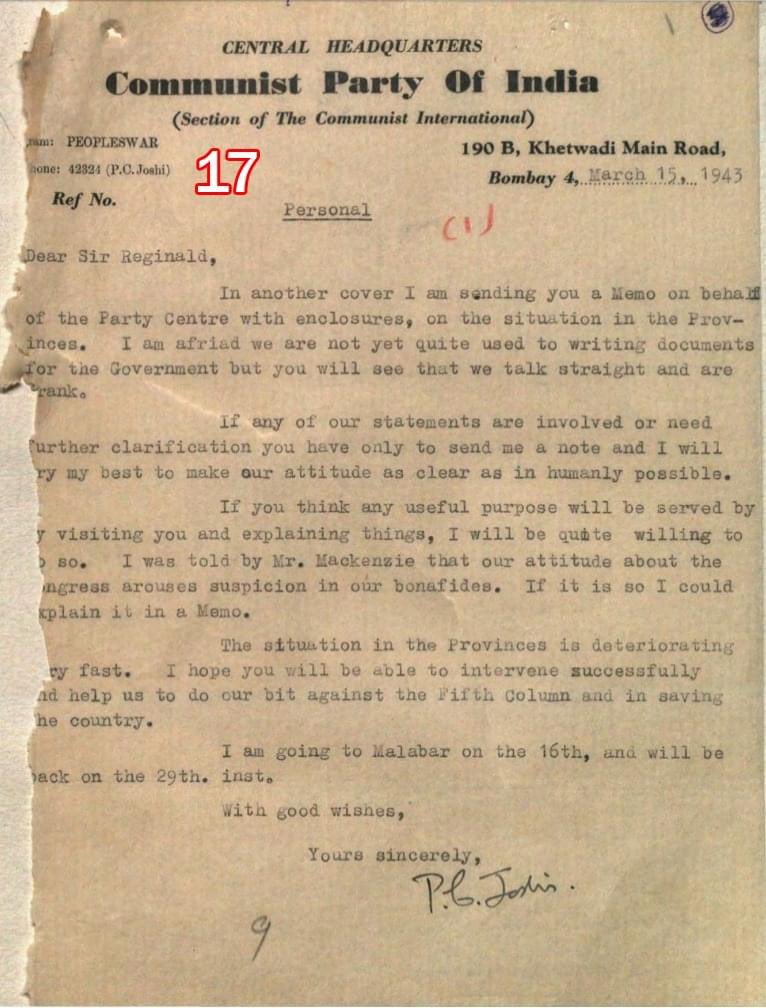 CENTRAL HEADQUARTERS
Communist Party Of India
(Section of The Communist International)
ram: PEOPLESWAR
190 B, Khetwadi Main Road,
hone: 42324 (P.C. Joshi)
17
Bombay 4, March 15, 1943
Ref No.
Personal
(1)
Dear Sir Reginald,
In another cover I am sending you a Memo on behalf
of the Party Centre with enclosures, on the situation in the Prov-
inces. I am afriad we are not yet quite used to writing documents
for the Government but you will see that we talk straight and are
rank.
If any of our statements are involved or need
urther clarification you have only to send me a note and I will
ry my best to make our attitude as clear as in humanly possible.
If you think any useful purpose will be served by
y visiting you and explaining things, I will be quite willing to
o so. I was told by Mr. Mackenzie that our attitude about the
ongress arouses suspicion in our bonafides. If it is so I could
xplain it in a Memo.
The situation in the Provinces is deteriorating
ry fast. I hope you will be able to intervene successfully
nd help us to do our bit against the Fifth Column and in saving
he country.
I am going to Malabar on the 16th, and will be
back on the 29th. inst.
With good wishes,
Yours sincerely,
P.C. Joshi.
9